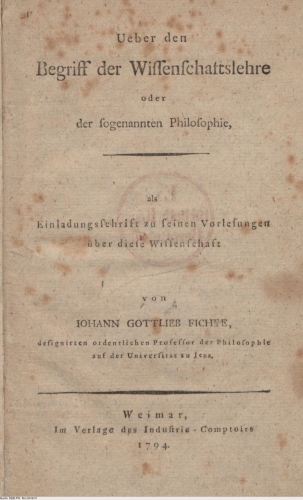 Ueber den
Begriff der Wiſſenſchaftslehre
oder
der ſogenannten Philoſophie,
als
Einladungsſchrift zu ſeinen Vorleſungen
über dieſe Wiſſenſchaft
von
IOHANN GOTTLIEB FICHTE,
deſignirten ordentlichen Profeſſor der Philoſophie
auf der Univerſität zu Jena.
Weimar,
Im Verlage des Induſtrie-Comptoirs
1794.